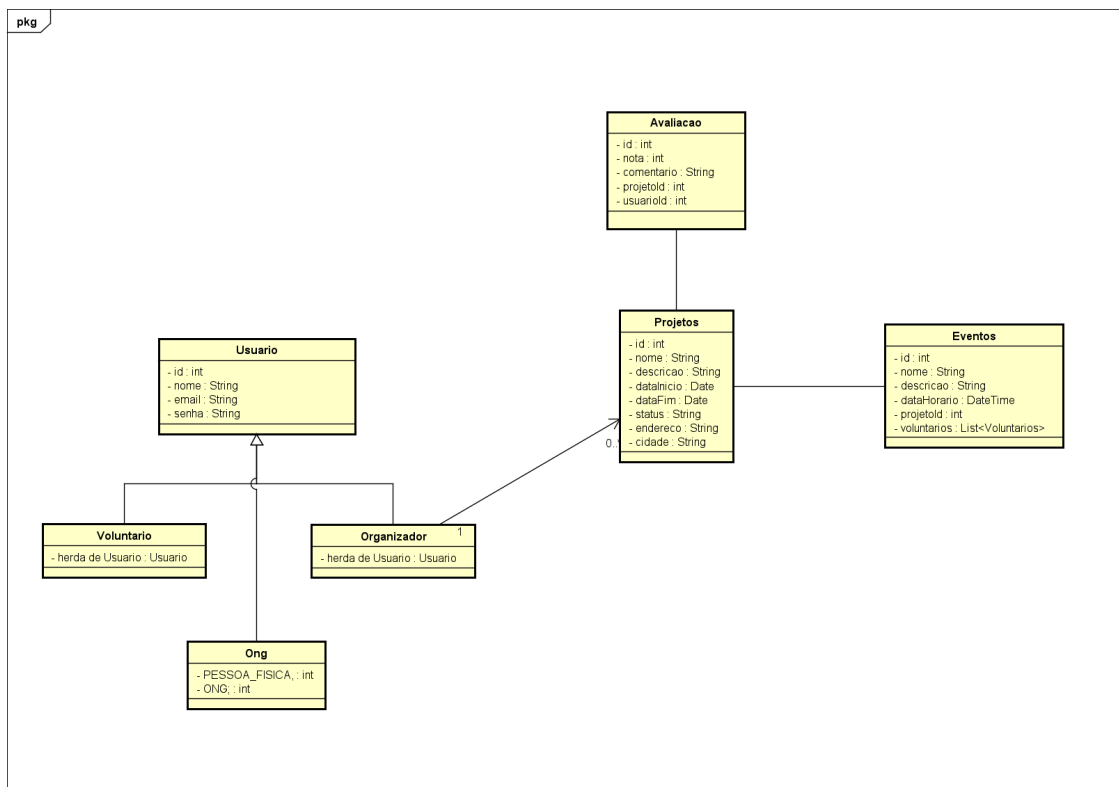 pkg
Avaliacao
- id : int
- nota : int
- comentario : String
- projetoId : int
- usuarioId : int
Projetos
- id : int
- nome : String
- descricao : String
- dataInicio : Date
- dataFim : Date
- status : String
- endereco : String
- cidade : String
Eventos
- id : int
- nome : String
- descricao : String
- dataHorario : DateTime
- projetoId : int
- voluntarios : List<Voluntarios>
Usuario
- id : int
- nome : String
- email : String
- senha : String
0..*
Voluntario
- herda de Usuario : Usuario
Organizador
1
- herda de Usuario : Usuario
Ong
- PESSOA_FISICA, : int
- ONG; : int